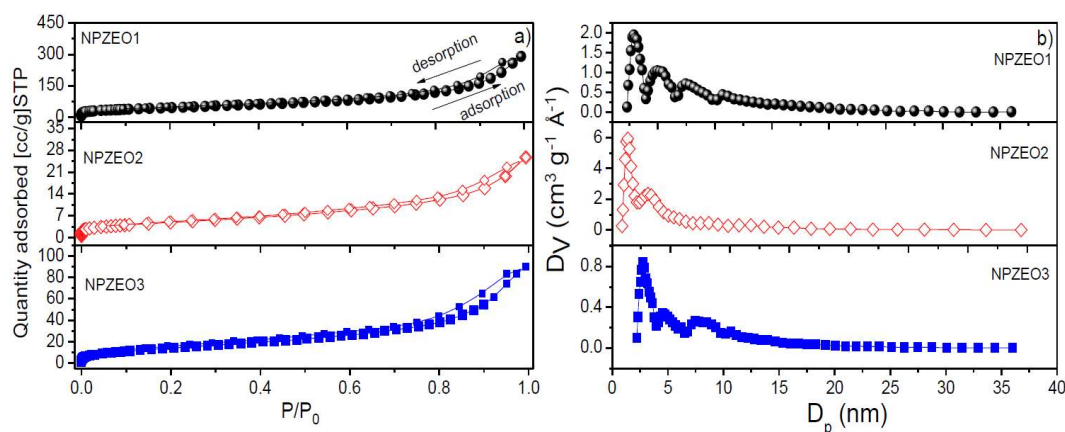 450
300
150
0
NPZEO1
a)
desorption
adsorption
35
28
21
14
7
0
NPZEO2
100
80
60
40
20
0
NPZEO3
Quantity adsorbed [cc/g]STP
0.0 0.2 0.4 0.6 0.8 1.0
P/P0
2.0
1.5
1.0
0.5
0.0
b)
NPZEO1
6
4
2
0
NPZEO2
0.8
0.4
0.0
NPZEO3
DV (cm³ g⁻¹ Å⁻¹)
0 5 10 15 20 25 30 35 40
Dp (nm)